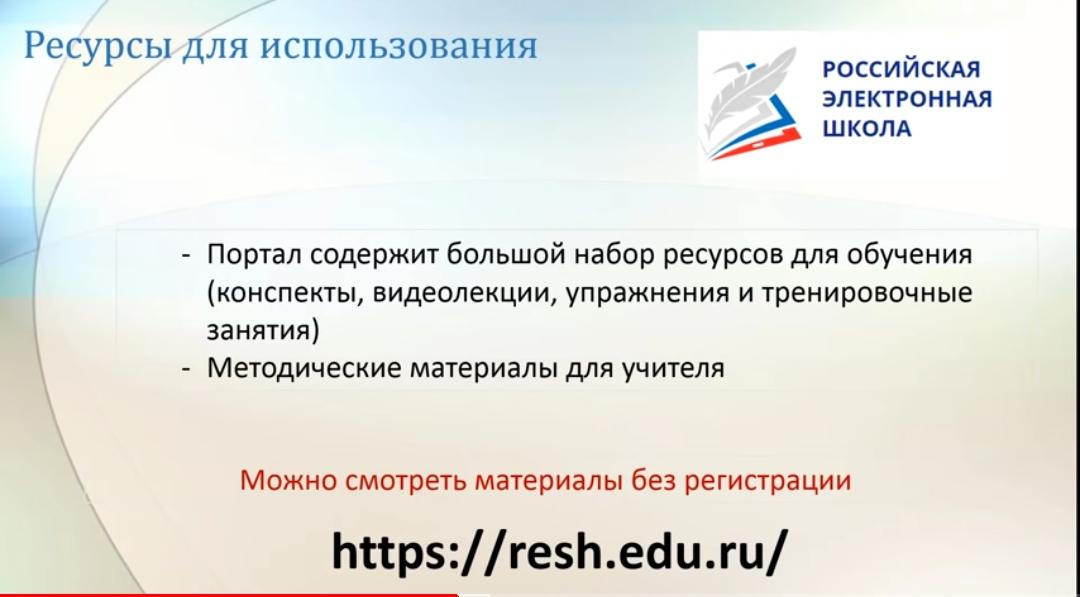 Ресурсы для использования
РОССИЙСКАЯ
ЭЛЕКТРОННАЯ
ШКОЛА
- Портал содержит большой набор ресурсов для обучения
(конспекты, видеолекции, упражнения и тренировочные
занятия)
- Методические материалы для учителя
Можно смотреть материалы без регистрации
https://resh.edu.ru/